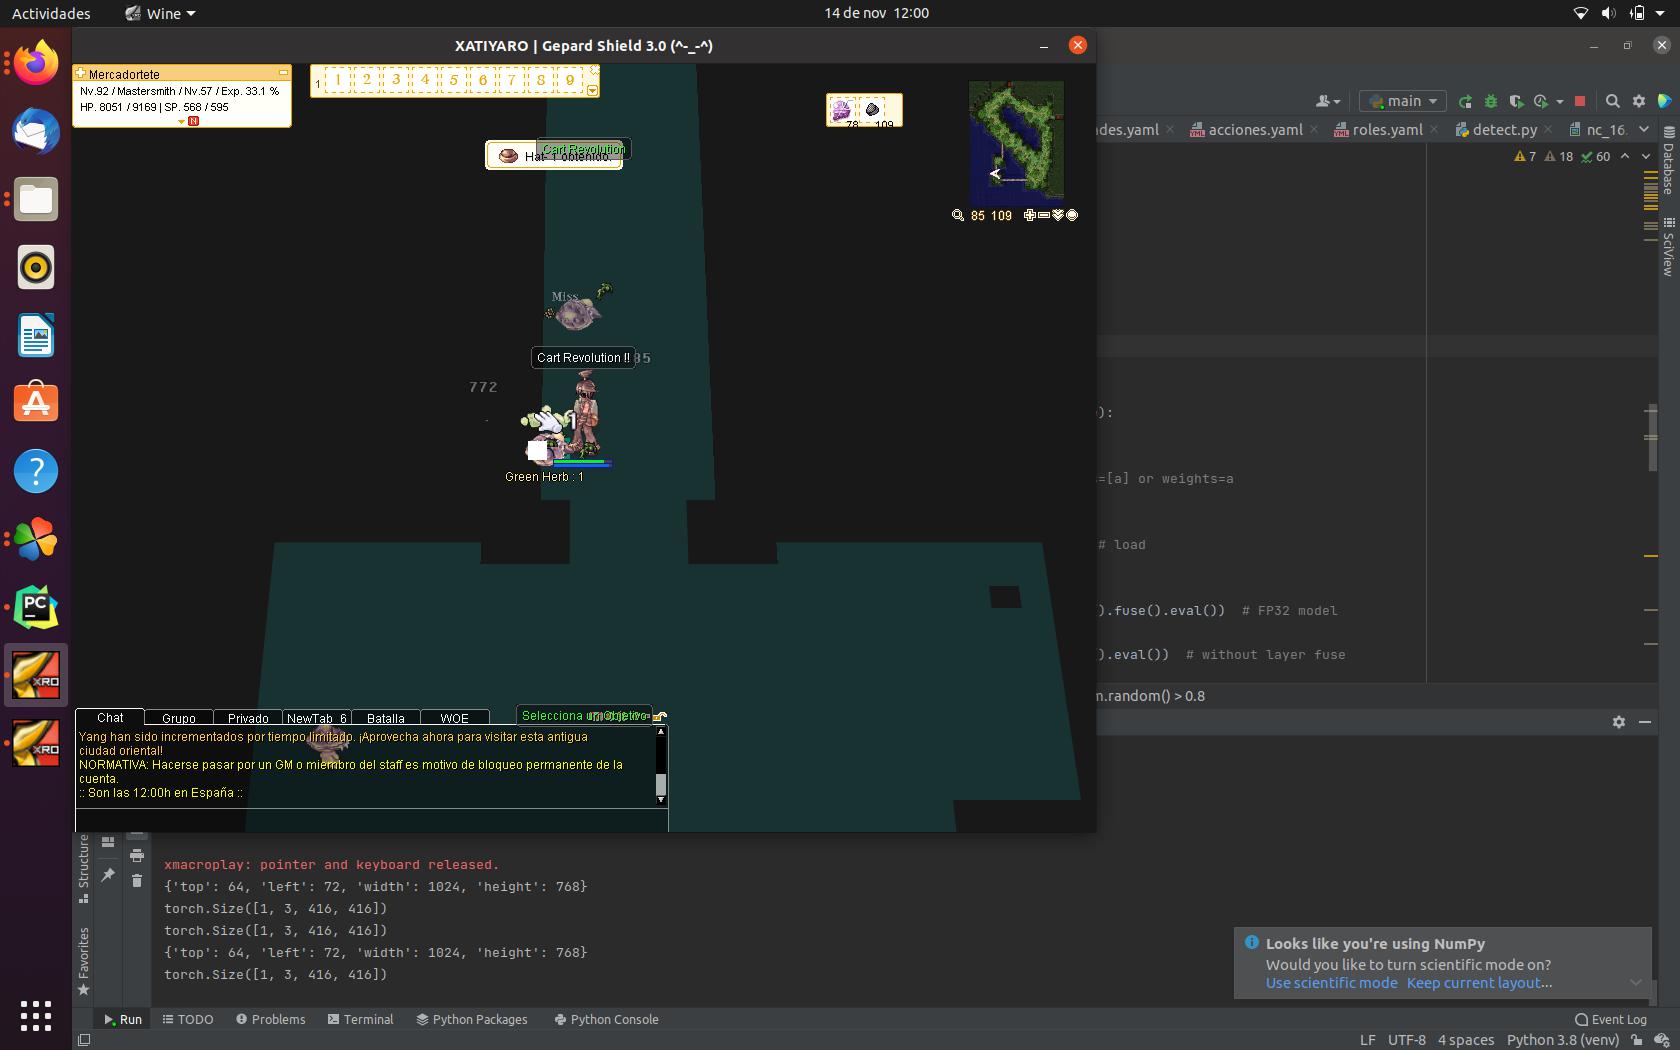 Actividades
Wine
14 de nov 12:00
XATIYARO | Gepard Shield 3.0 (^-_-^)
Mercadortete
Nv.92 / Mastersmith / Nv.57 / Exp. 33.1 %
HP. 8051 / 9169 | SP. 568 / 595
N
1 1 2 3 4 5 6 7 8 9
78 109
Cart Revolution
Hat- 1 obtenido.
85 109
Miss
Cart Revolution !!
85
772
1
Green Herb : 1
Chat
Grupo
Privado
NewTab_6
Batalla
WOE
Selecciona un objetivo
Yang han sido incrementados por tiempo limitado. ¡Aprovecha ahora para visitar esta antigua
ciudad oriental!
NORMATIVA: Hacerse pasar por un GM o miembro del staff es motivo de bloqueo permanente de la
cuenta.
:: Son las 12:00h en España ::
main
des.yaml
acciones.yaml
roles.yaml
detect.py
nc_16.
7 18 60
Database
SciView
):
=[a] or weights=a
# load
).fuse().eval()) # FP32 model
).eval()) # without layer fuse
m.random() > 0.8
PC
XRO
XRO
Structure
Favorites
xmacroplay: pointer and keyboard released.
{'top': 64, 'left': 72, 'width': 1024, 'height': 768}
torch.Size([1, 3, 416, 416])
torch.Size([1, 3, 416, 416])
{'top': 64, 'left': 72, 'width': 1024, 'height': 768}
torch.Size([1, 3, 416, 416])
Looks like you're using NumPy
Would you like to turn scientific mode on?
Use scientific mode Keep current layout...
Run
TODO
Problems
Terminal
Python Packages
Python Console
Event Log
LF UTF-8 4 spaces Python 3.8 (venv)